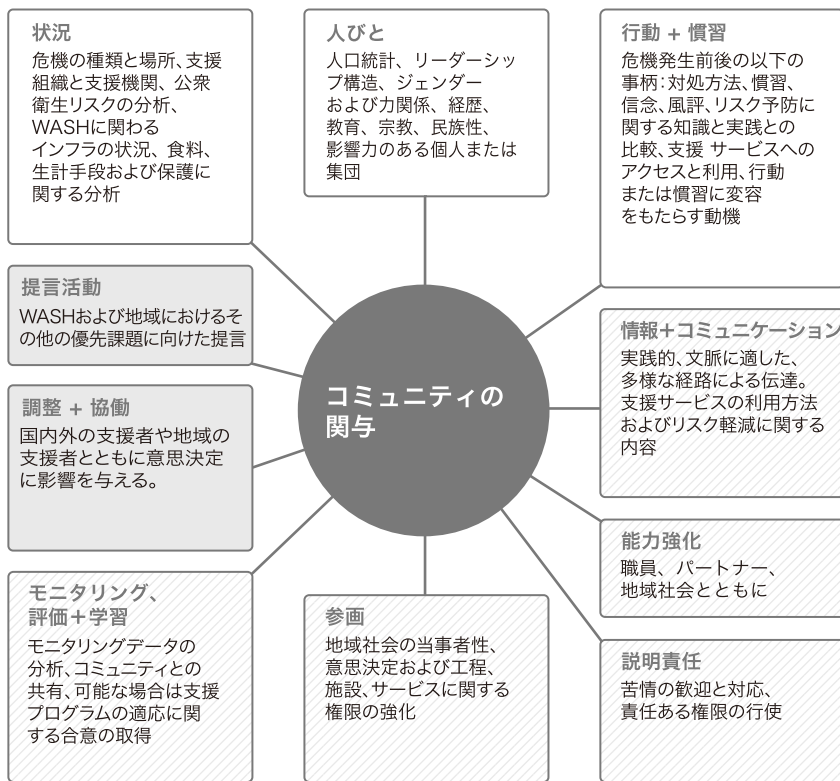 状況
危機の種類と場所、支援
組織と支援機関、公衆
衛生リスクの分析、
WASHに関わる
インフラの状況、食料、
生計手段および保護に
関する分析
人びと
人口統計、リーダーシッ
プ構造、ジェンダー
および力関係、経歴、
教育、宗教、民族性、
影響力のある個人または
集団
行動 + 慣習
危機発生前後の以下の
事柄：対処方法、慣習、
信念、風評、リスク予防に
関する知識と実践との
比較、支援 サービスへの
アクセスと利用、行動
または慣習に変容
をもたらす動機
提言活動
WASHおよび地域におけるそ
の他の優先課題に向けた提言
情報＋コミュニケーション
実践的、文脈に適した、
多様な経路による伝達。
支援サービスの利用方法
およびリスク軽減に関する
内容
コミュニティの
関与
調整 + 協働
国内外の支援者や地域の
支援者とともに意思決定
に影響を与える。
能力強化
職員、パートナー、
地域社会とともに
モニタリング、
評価＋学習
モニタリングデータの
分析、コミュニティとの
共有、可能な場合は支援
プログラムの適応に関
する合意の取得
参画
地域社会の当事者性、
意思決定および工程、
施設、サービスに関する
権限の強化
説明責任
苦情の歓迎と対応、
責任ある権限の行使